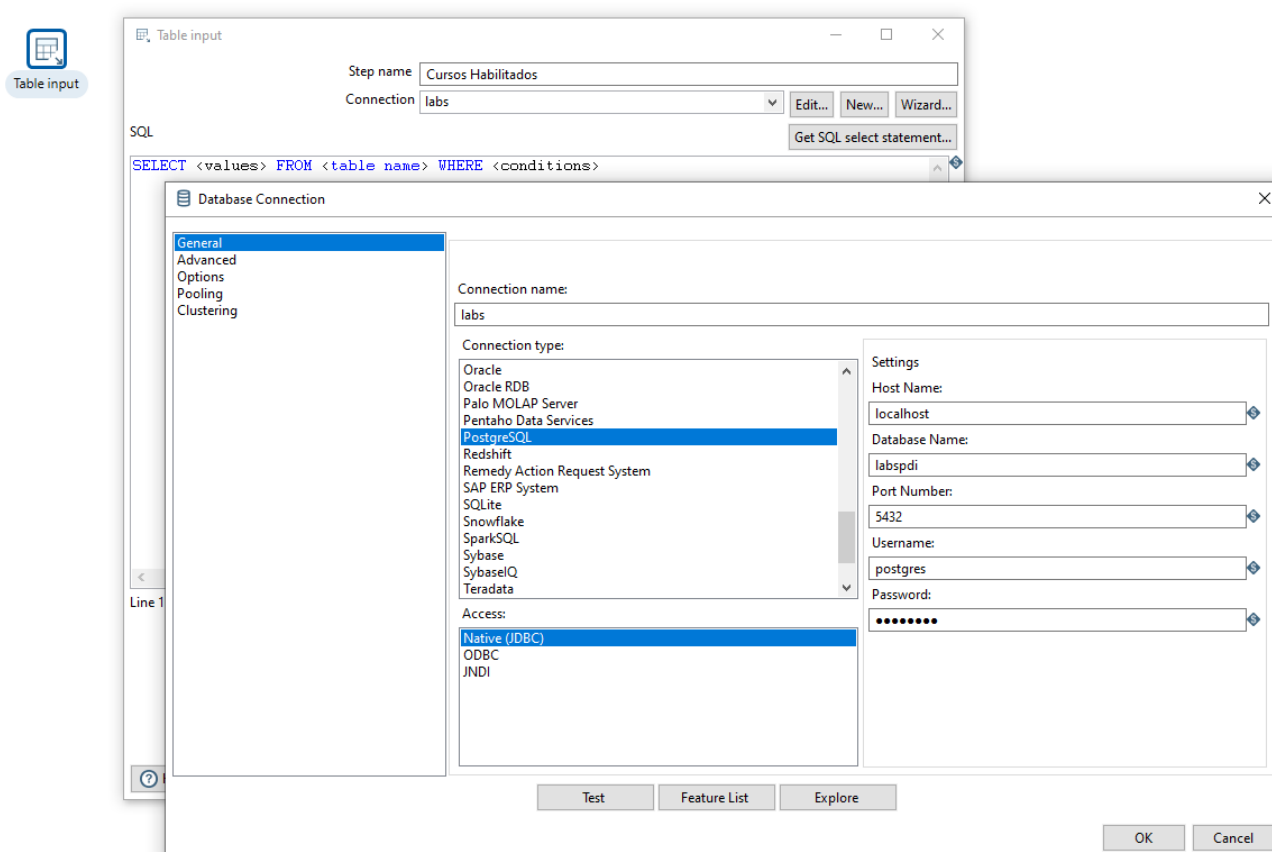 Table input
Table input
Step name
Cursos Habilitados
Connection
labs
Edit...
New...
Wizard...
SQL
Get SQL select statement...
SELECT <values> FROM <table name> WHERE <conditions>
Database Connection
General
Advanced
Options
Pooling
Clustering
Connection name:
labs
Connection type:
Oracle
Oracle RDB
Palo MOLAP Server
Pentaho Data Services
PostgreSQL
Redshift
Remedy Action Request System
SAP ERP System
SQLite
Snowflake
SparkSQL
Sybase
SybaseIQ
Teradata
Access:
Native (JDBC)
ODBC
JNDI
Settings
Host Name:
localhost
Database Name:
labspdi
Port Number:
5432
Username:
postgres
Password:
●●●●●●●●
Line 1
Test
Feature List
Explore
OK
Cancel